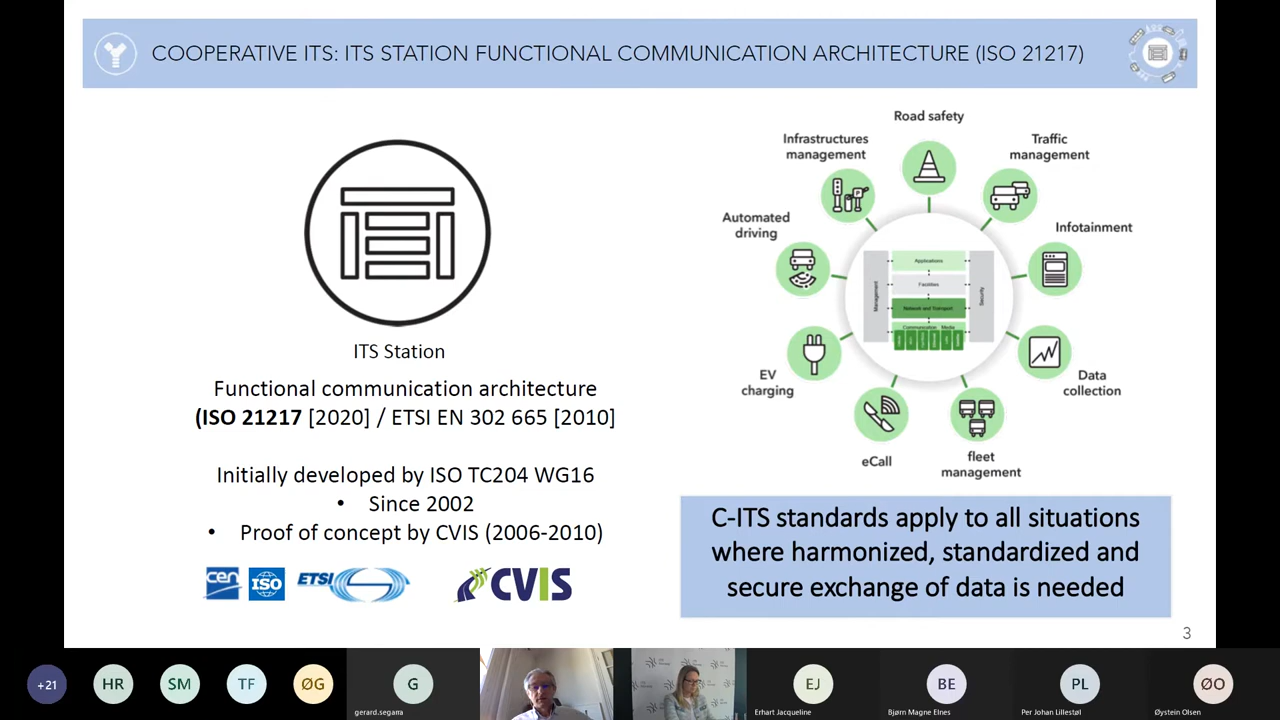 COOPERATIVE ITS: ITS STATION FUNCTIONAL COMMUNICATION ARCHITECTURE (ISO 21217)
Road safety
Infrastructures
management
Traffic
management
Automated
driving
Infotainment
Applications
Facilities
Management
Security
Network and Transport
Communication Media
EV
charging
Data
collection
eCall
fleet
management
ITS Station
Functional communication architecture
(ISO 21217 [2020] / ETSI EN 302 665 [2010]
Initially developed by ISO TC204 WG16
• Since 2002
• Proof of concept by CVIS (2006-2010)
cen
ISO
ETSI
CVIS
C-ITS standards apply to all situations
where harmonized, standardized and
secure exchange of data is needed
3
+21
HR
SM
TF
ØG
G
gerard.segarra
EJ
Erhart Jacqueline
BE
Bjørn Magne Elnes
PL
Per Johan Lillestøl
ØO
Øystein Olsen